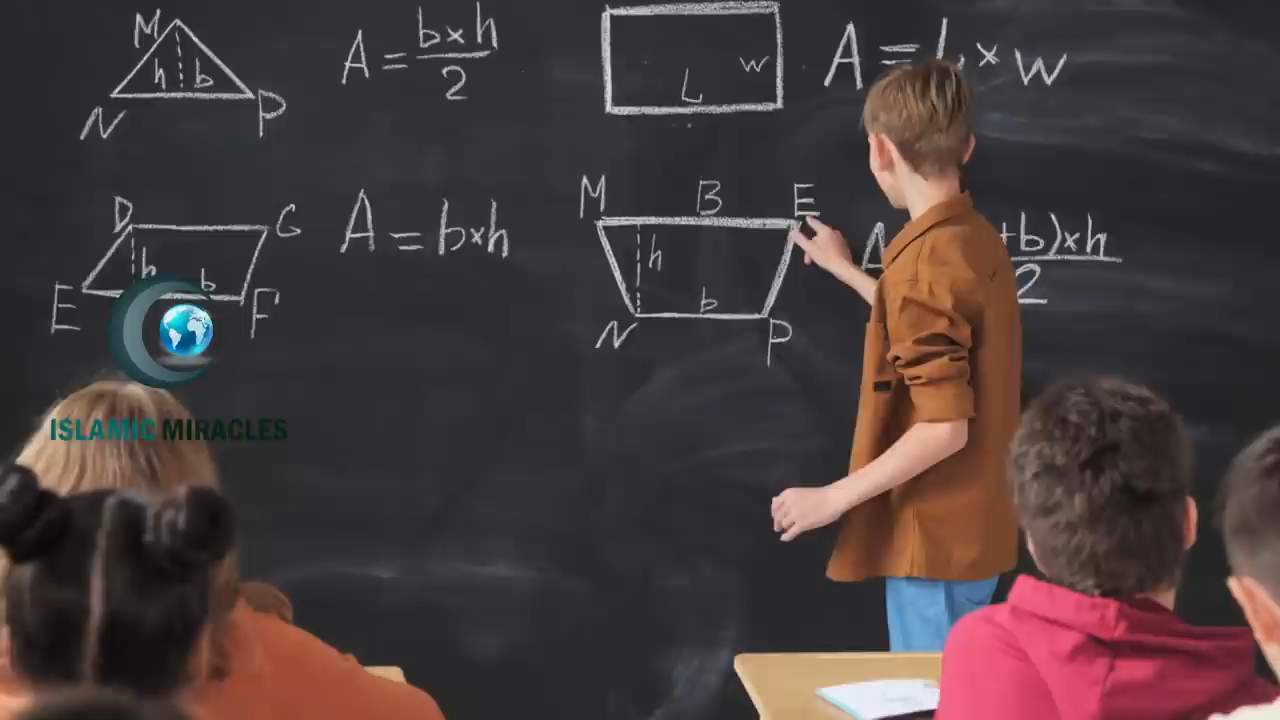 M
h b
N P
A = b×h
2
L w
A = L × w
D G
h b
E F
A = b×h
M B E
h
b
N P
A
+b)×h
2
ISLAMIC MIRACLES